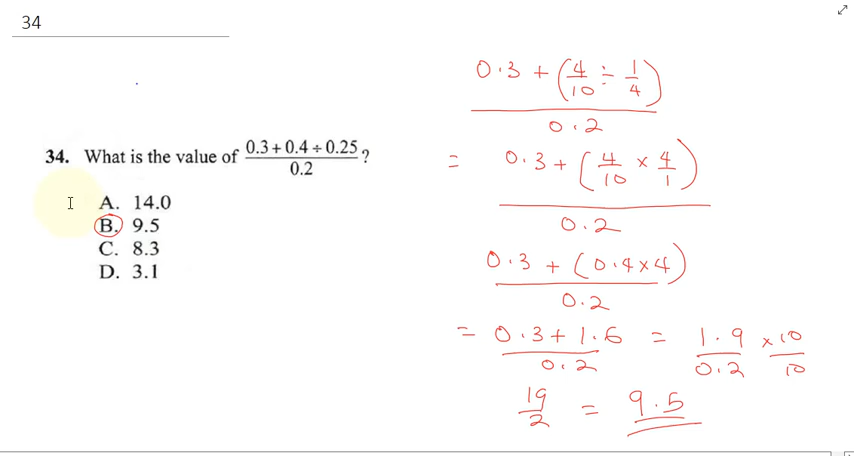 34
34. What is the value of (0.3 + 0.4 ÷ 0.25)/0.2 ?
A. 14.0
B. 9.5
C. 8.3
D. 3.1
0.3 + (4/10 ÷ 1/4)
0.2
= 0.3 + (4/10 × 4/1)
0.2
0.3 + (0.4 × 4)
0.2
= (0.3 + 1.6)/0.2 = 1.9/0.2 × 10/10
19/2 = 9.5